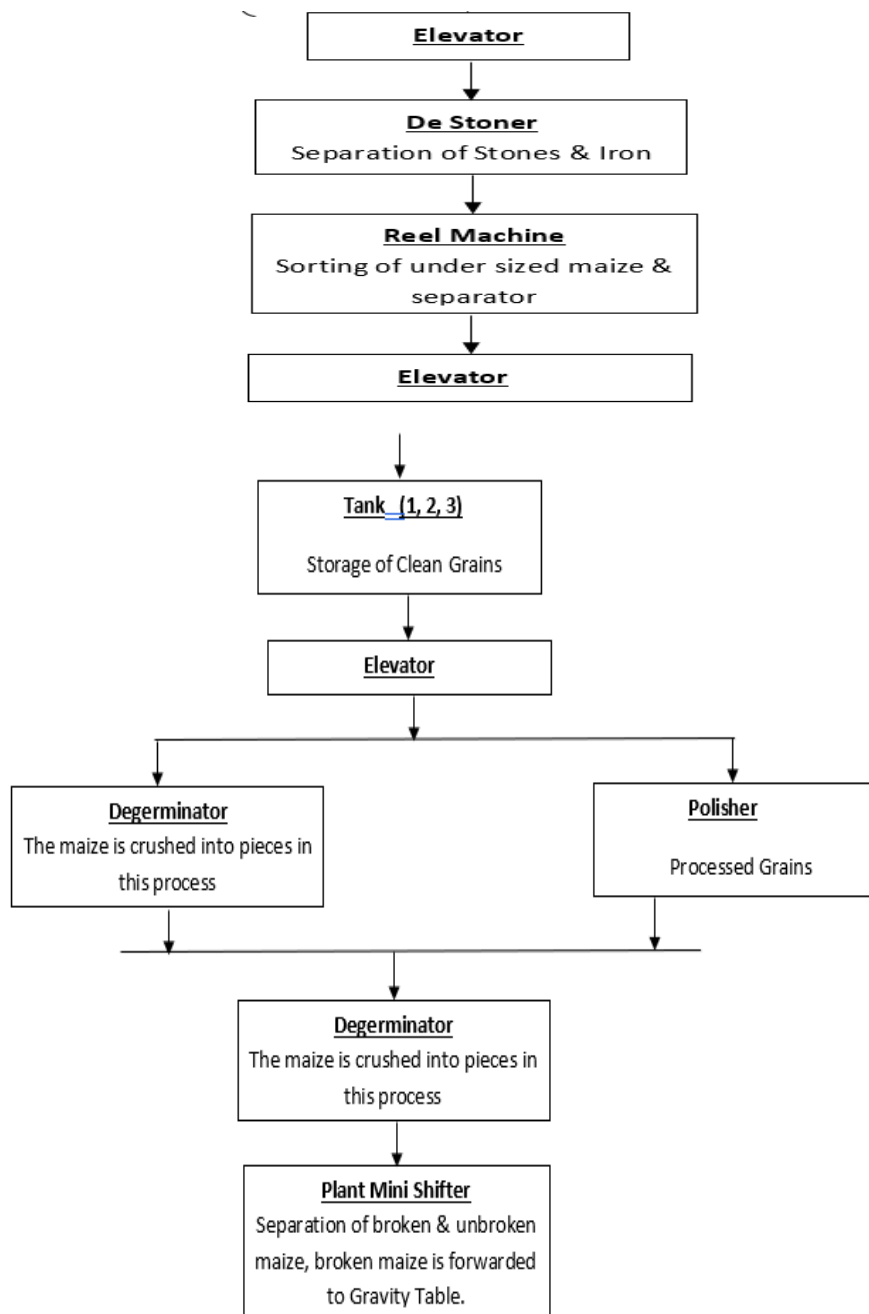 Elevator
De Stoner
Separation of Stones & Iron
Reel Machine
Sorting of under sized maize &
separator
Elevator
Tank (1, 2, 3)
Storage of Clean Grains
Elevator
Degerminator
The maize is crushed into pieces in
this process
Polisher
Processed Grains
Degerminator
The maize is crushed into pieces in
this process
Plant Mini Shifter
Separation of broken & unbroken
maize, broken maize is forwarded
to Gravity Table.